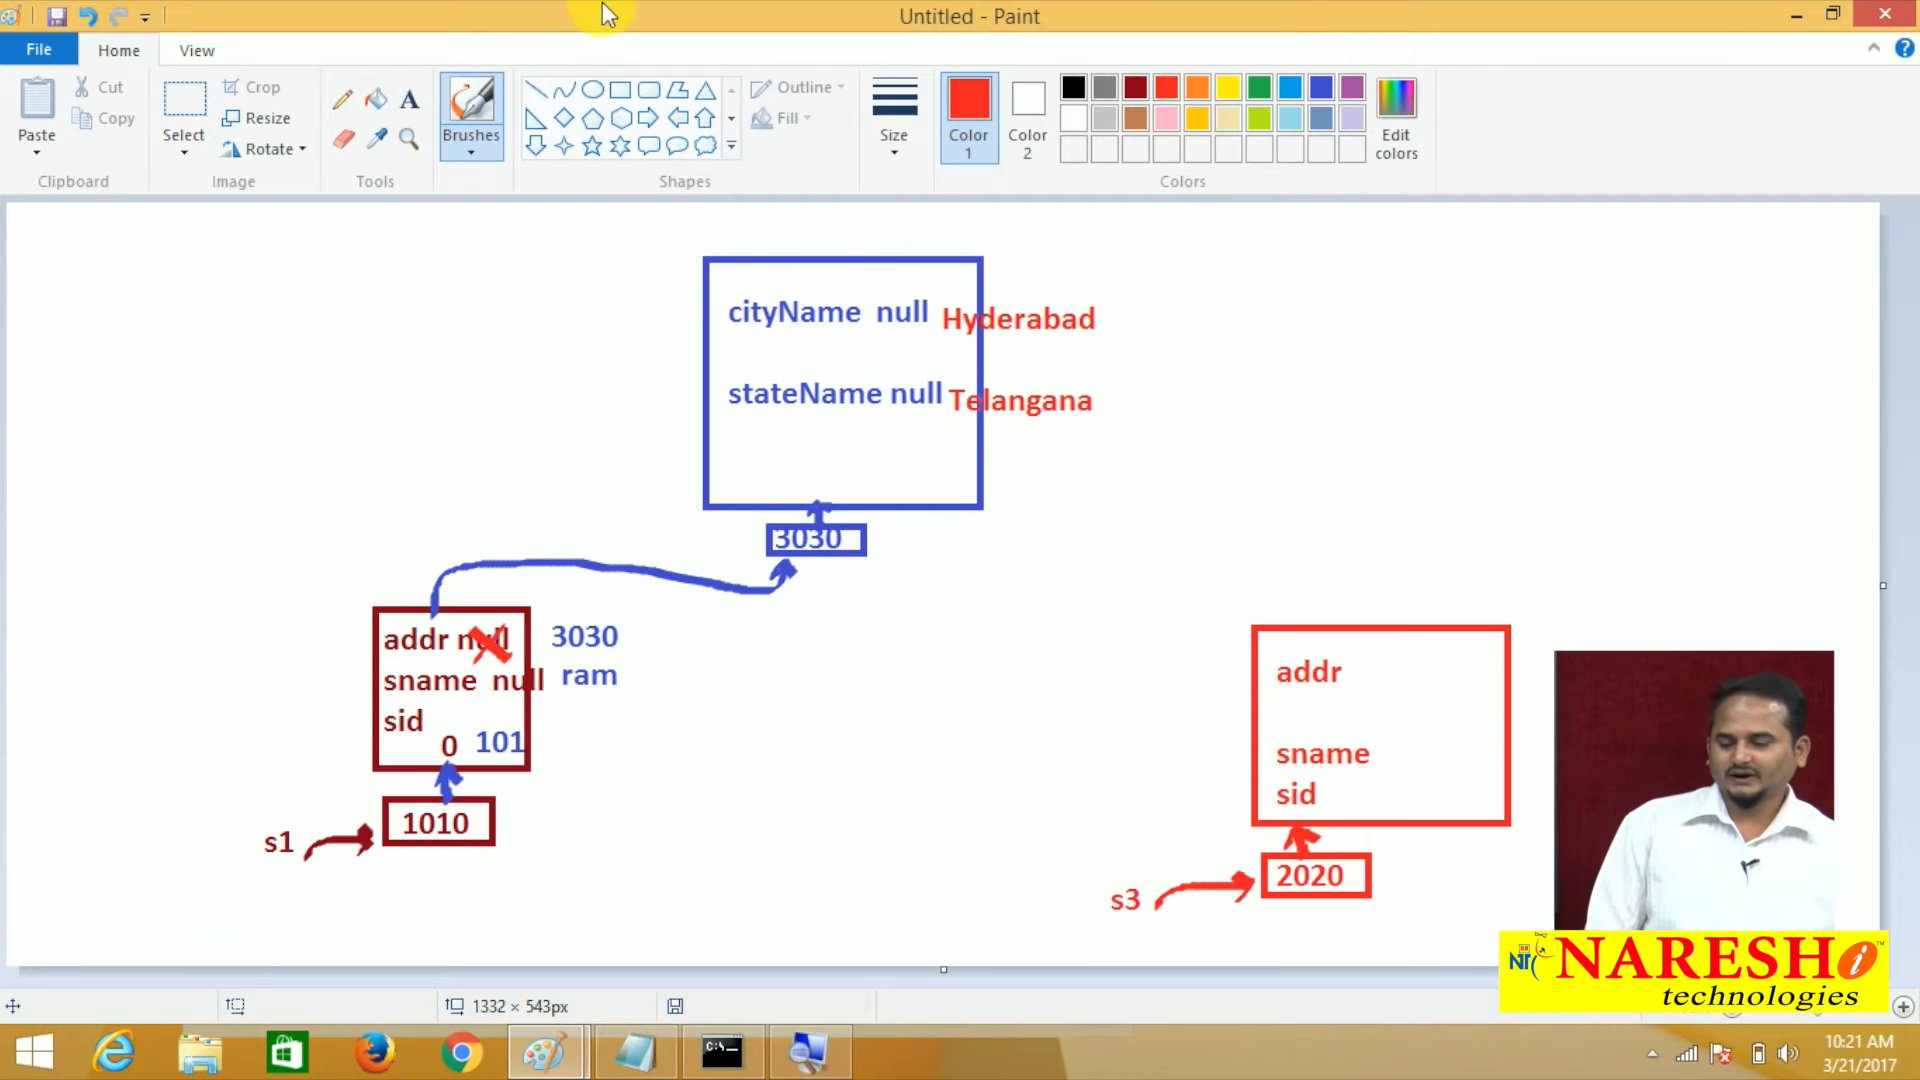 Untitled - Paint
File
Home
View
Paste
Cut
Copy
Clipboard
Select
Crop
Resize
Rotate
Image
A
Tools
Brushes
Outline
Fill
Shapes
Size
Color 1
Color 2
Edit colors
Colors
cityName null Hyderabad
stateName null Telangana
3030
addr null 3030
sname null ram
sid
0 101
1010
s1
addr
sname
sid
2020
s3
NT
NARESH i
technologies
1332 × 543px
C:\
10:21 AM
3/21/2017